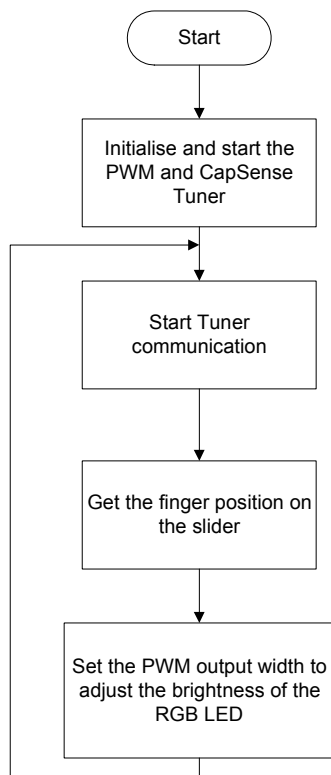 Start
Initialise and start the
PWM and CapSense
Tuner
Start Tuner
communication
Get the finger position on
the slider
Set the PWM output width to
adjust the brightness of the
RGB LED